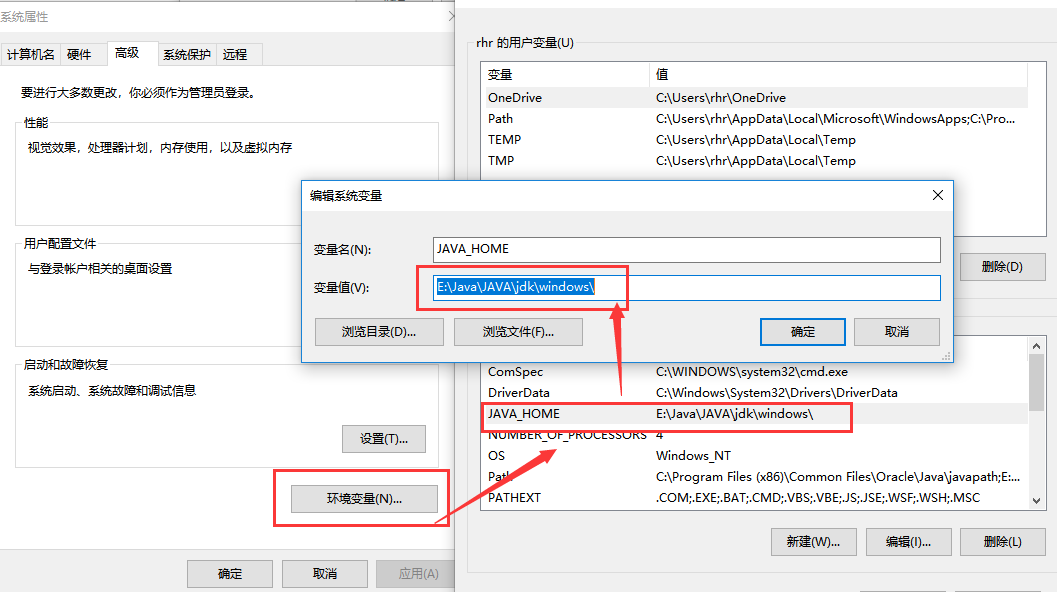 系统属性
计算机名 硬件 高级 系统保护 远程
要进行大多数更改，你必须作为管理员登录。
性能
视觉效果，处理器计划，内存使用，以及虚拟内存
用户配置文件
与登录帐户相关的桌面设置
启动和故障恢复
系统启动、系统故障和调试信息
设置(T)...
环境变量(N)...
确定 取消 应用(A)
rhr 的用户变量(U)
变量 值
OneDrive C:\Users\rhr\OneDrive
Path C:\Users\rhr\AppData\Local\Microsoft\WindowsApps;C:\Pro...
TEMP C:\Users\rhr\AppData\Local\Temp
TMP C:\Users\rhr\AppData\Local\Temp
删除(D)
编辑系统变量
变量名(N): JAVA_HOME
变量值(V): E:\Java\JAVA\jdk\windows\
浏览目录(D)... 浏览文件(F)... 确定 取消
ComSpec C:\WINDOWS\system32\cmd.exe
DriverData C:\Windows\System32\Drivers\DriverData
JAVA_HOME E:\Java\JAVA\jdk\windows\
NUMBER_OF_PROCESSORS 4
OS Windows_NT
Path C:\Program Files (x86)\Common Files\Oracle\Java\javapath;E:...
PATHEXT .COM;.EXE;.BAT;.CMD;.VBS;.VBE;.JS;.JSE;.WSF;.WSH;.MSC
新建(W)... 编辑(I)... 删除(L)